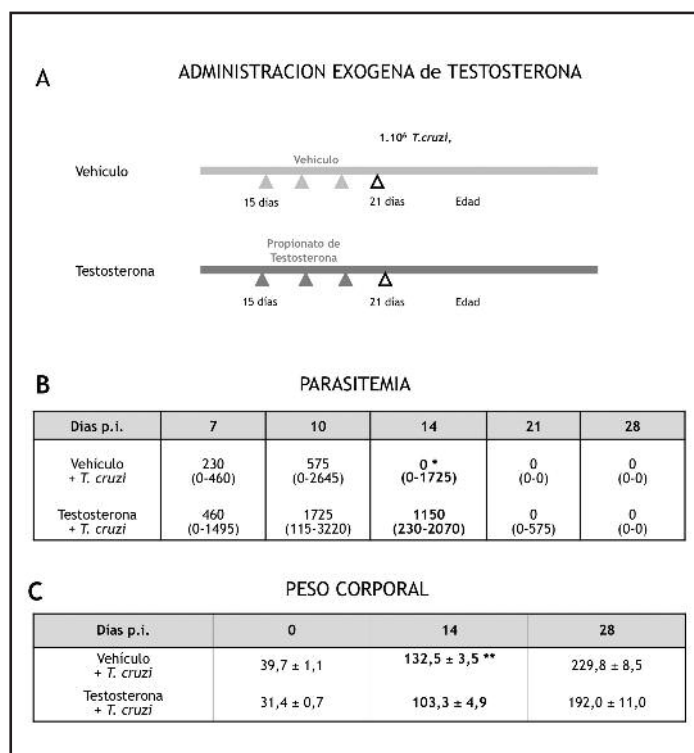 A
ADMINISTRACION EXOGENA de TESTOSTERONA
1.10⁶ T.cruzi,
Vehículo
Vehículo
15 días
21 días
Edad
Propionato de
Testosterona
Testosterona
15 días
21 días
Edad
B
PARASITEMIA
Días p.i. 7 10 14 21 28
Vehículo 230 575 0 * 0 0
+ T. cruzi (0-460) (0-2645) (0-1725) (0-0) (0-0)
Testosterona 460 1725 1150 0 0
+ T. cruzi (0-1495) (115-3220) (230-2070) (0-575) (0-0)
C
PESO CORPORAL
Días p.i. 0 14 28
Vehículo
+ T. cruzi 39,7 ± 1,1 132,5 ± 3,5 ** 229,8 ± 8,5
Testosterona
+ T. cruzi 31,4 ± 0,7 103,3 ± 4,9 192,0 ± 11,0